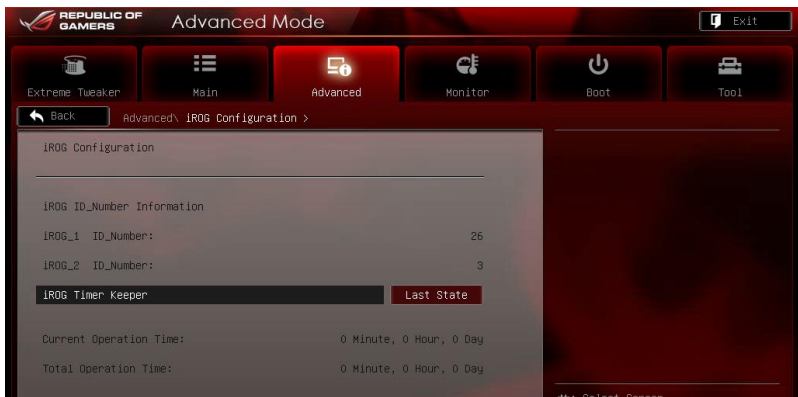 REPUBLIC OF
GAMERS
Advanced Mode
Exit
Extreme Tweaker
Main
Advanced
Monitor
Boot
Tool
Back
Advanced\ iROG Configuration >
iROG Configuration
iROG ID_Number Information
iROG_1 ID_Number: 26
iROG_2 ID_Number: 3
iROG Timer Keeper Last State
Current Operation Time: 0 Minute, 0 Hour, 0 Day
Total Operation Time: 0 Minute, 0 Hour, 0 Day